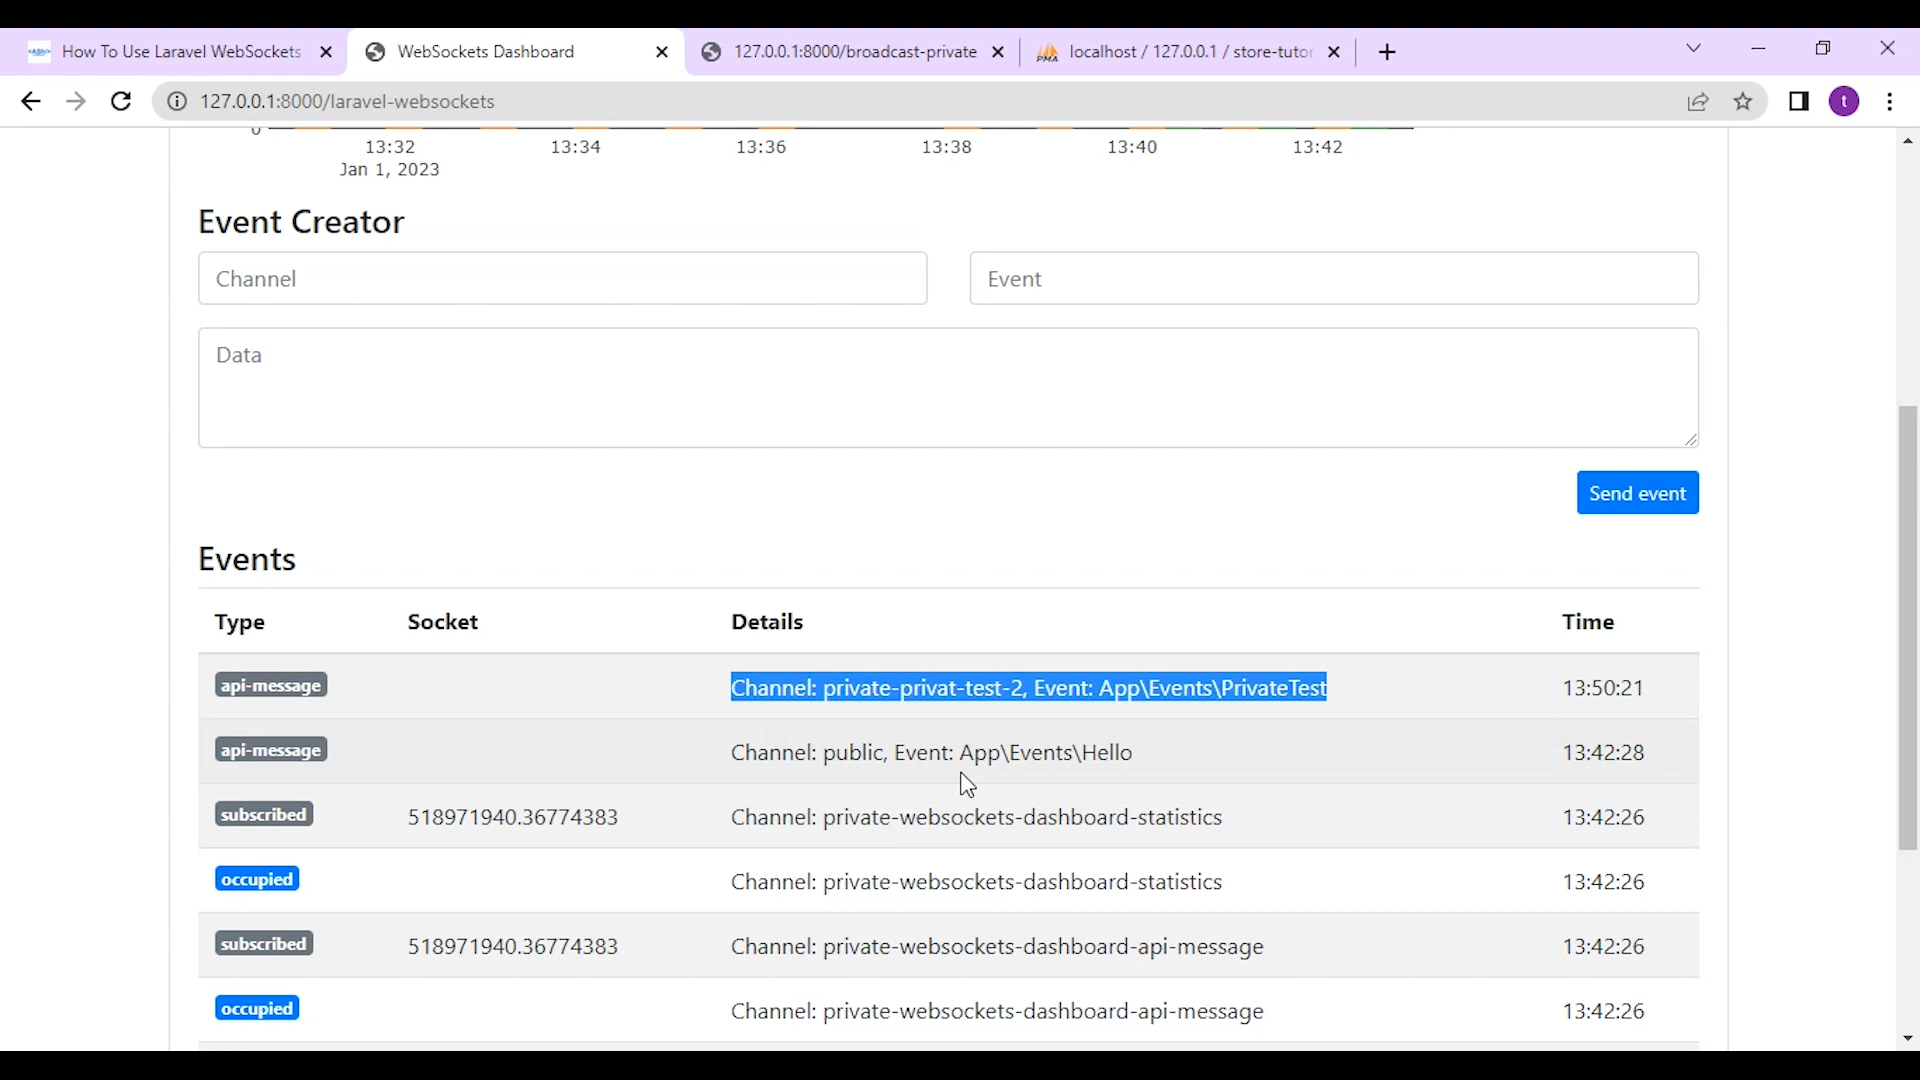 How To Use Laravel WebSockets
WebSockets Dashboard
127.0.0.1:8000/broadcast-private
PMA
localhost / 127.0.0.1 / store-tutor
127.0.0.1:8000/laravel-websockets
t
0
13:32 13:34 13:36 13:38 13:40 13:42
Jan 1, 2023
Event Creator
Channel
Event
Data
Send event
Events
Type Socket Details Time
api-message Channel: private-privat-test-2, Event: App\Events\PrivateTest 13:50:21
api-message Channel: public, Event: App\Events\Hello 13:42:28
subscribed 518971940.36774383 Channel: private-websockets-dashboard-statistics 13:42:26
occupied Channel: private-websockets-dashboard-statistics 13:42:26
subscribed 518971940.36774383 Channel: private-websockets-dashboard-api-message 13:42:26
occupied Channel: private-websockets-dashboard-api-message 13:42:26